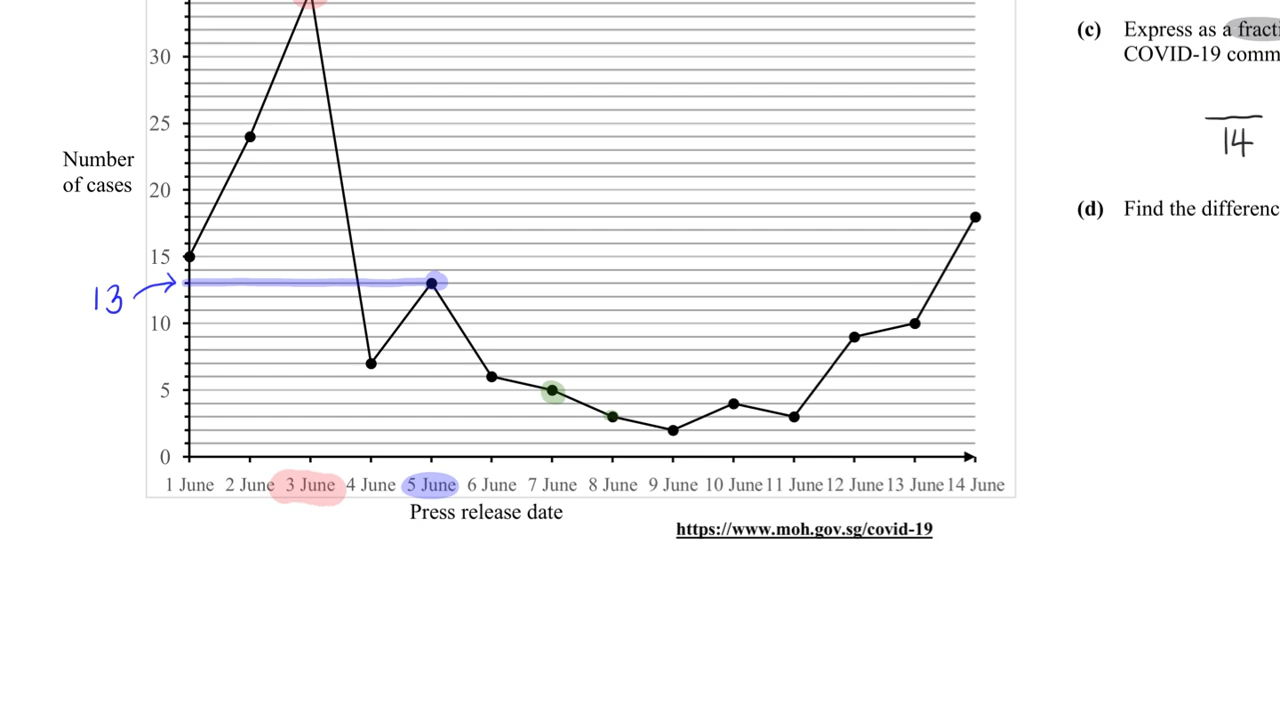 30
25
Number
of cases
20
15
13
10
5
0
1 June 2 June 3 June 4 June 5 June 6 June 7 June 8 June 9 June 10 June 11 June 12 June 13 June 14 June
Press release date
https://www.moh.gov.sg/covid-19
(c) Express as a fracti
COVID-19 comm
14
(d) Find the differenc